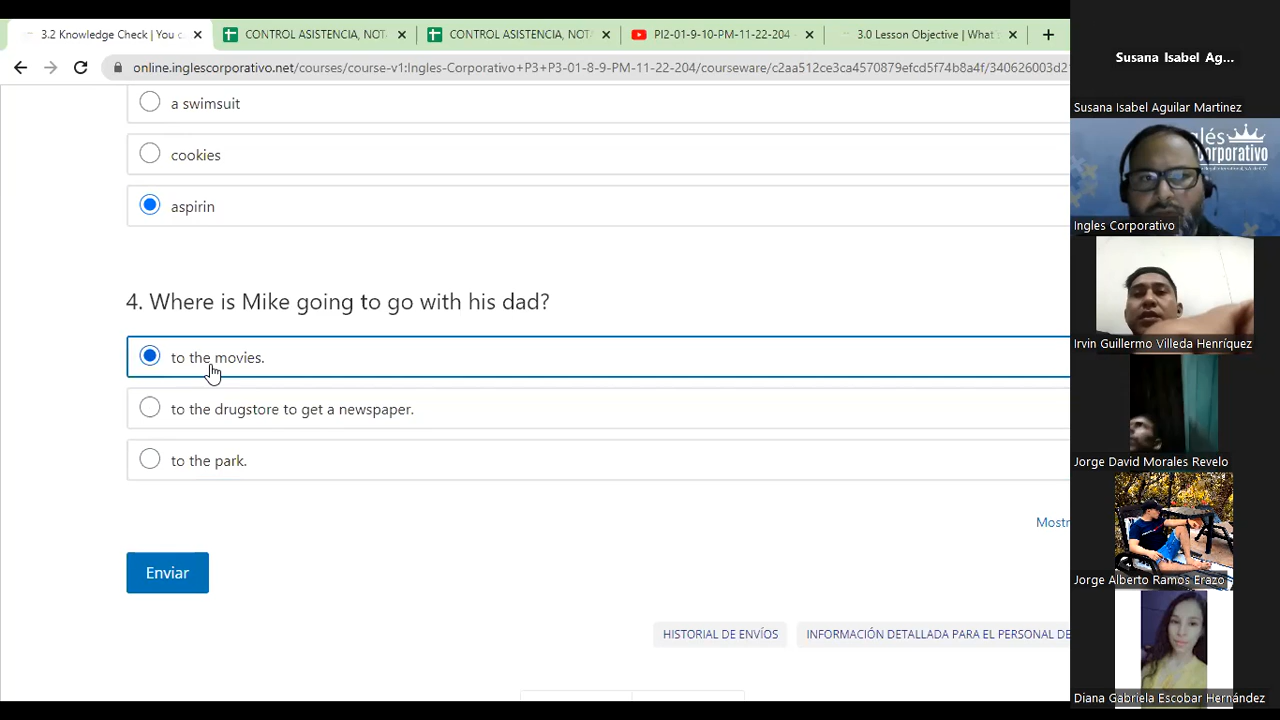 3.2 Knowledge Check | You c
CONTROL ASISTENCIA, NOT
CONTROL ASISTENCIA, NOT
PI2-01-9-10-PM-11-22-204
3.0 Lesson Objective | What's
online.inglescorporativo.net/courses/course-v1:Ingles-Corporativo+P3+P3-01-8-9-PM-11-22-204/courseware/c2aa512ce3ca4570879efcd5f74b8a4f/340626003d2
a swimsuit
cookies
aspirin
4. Where is Mike going to go with his dad?
to the movies.
to the drugstore to get a newspaper.
to the park.
Mostr
Enviar
HISTORIAL DE ENVÍOS
INFORMACIÓN DETALLADA PARA EL PERSONAL DE
Susana Isabel Ag...
Susana Isabel Aguilar Martinez
glés
orporativo
Ingles Corporativo
Irvin Guillermo Villeda Henríquez
Jorge David Morales Revelo
Jorge Alberto Ramos Erazo
Diana Gabriela Escobar Hernández